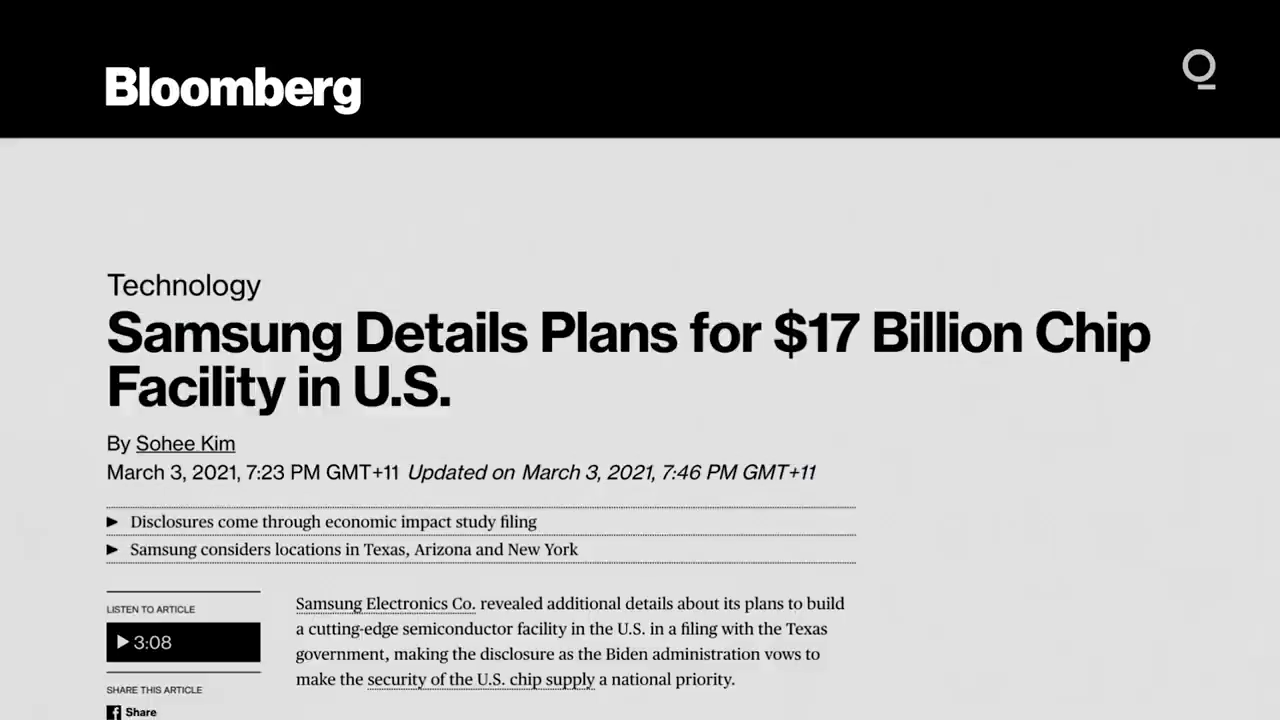 Bloomberg
Technology
Samsung Details Plans for $17 Billion Chip
Facility in U.S.
By Sohee Kim
March 3, 2021, 7:23 PM GMT+11 Updated on March 3, 2021, 7:46 PM GMT+11
Disclosures come through economic impact study filing
Samsung considers locations in Texas, Arizona and New York
LISTEN TO ARTICLE
3:08
SHARE THIS ARTICLE
Share
Samsung Electronics Co. revealed additional details about its plans to build
a cutting-edge semiconductor facility in the U.S. in a filing with the Texas
government, making the disclosure as the Biden administration vows to
make the security of the U.S. chip supply a national priority.